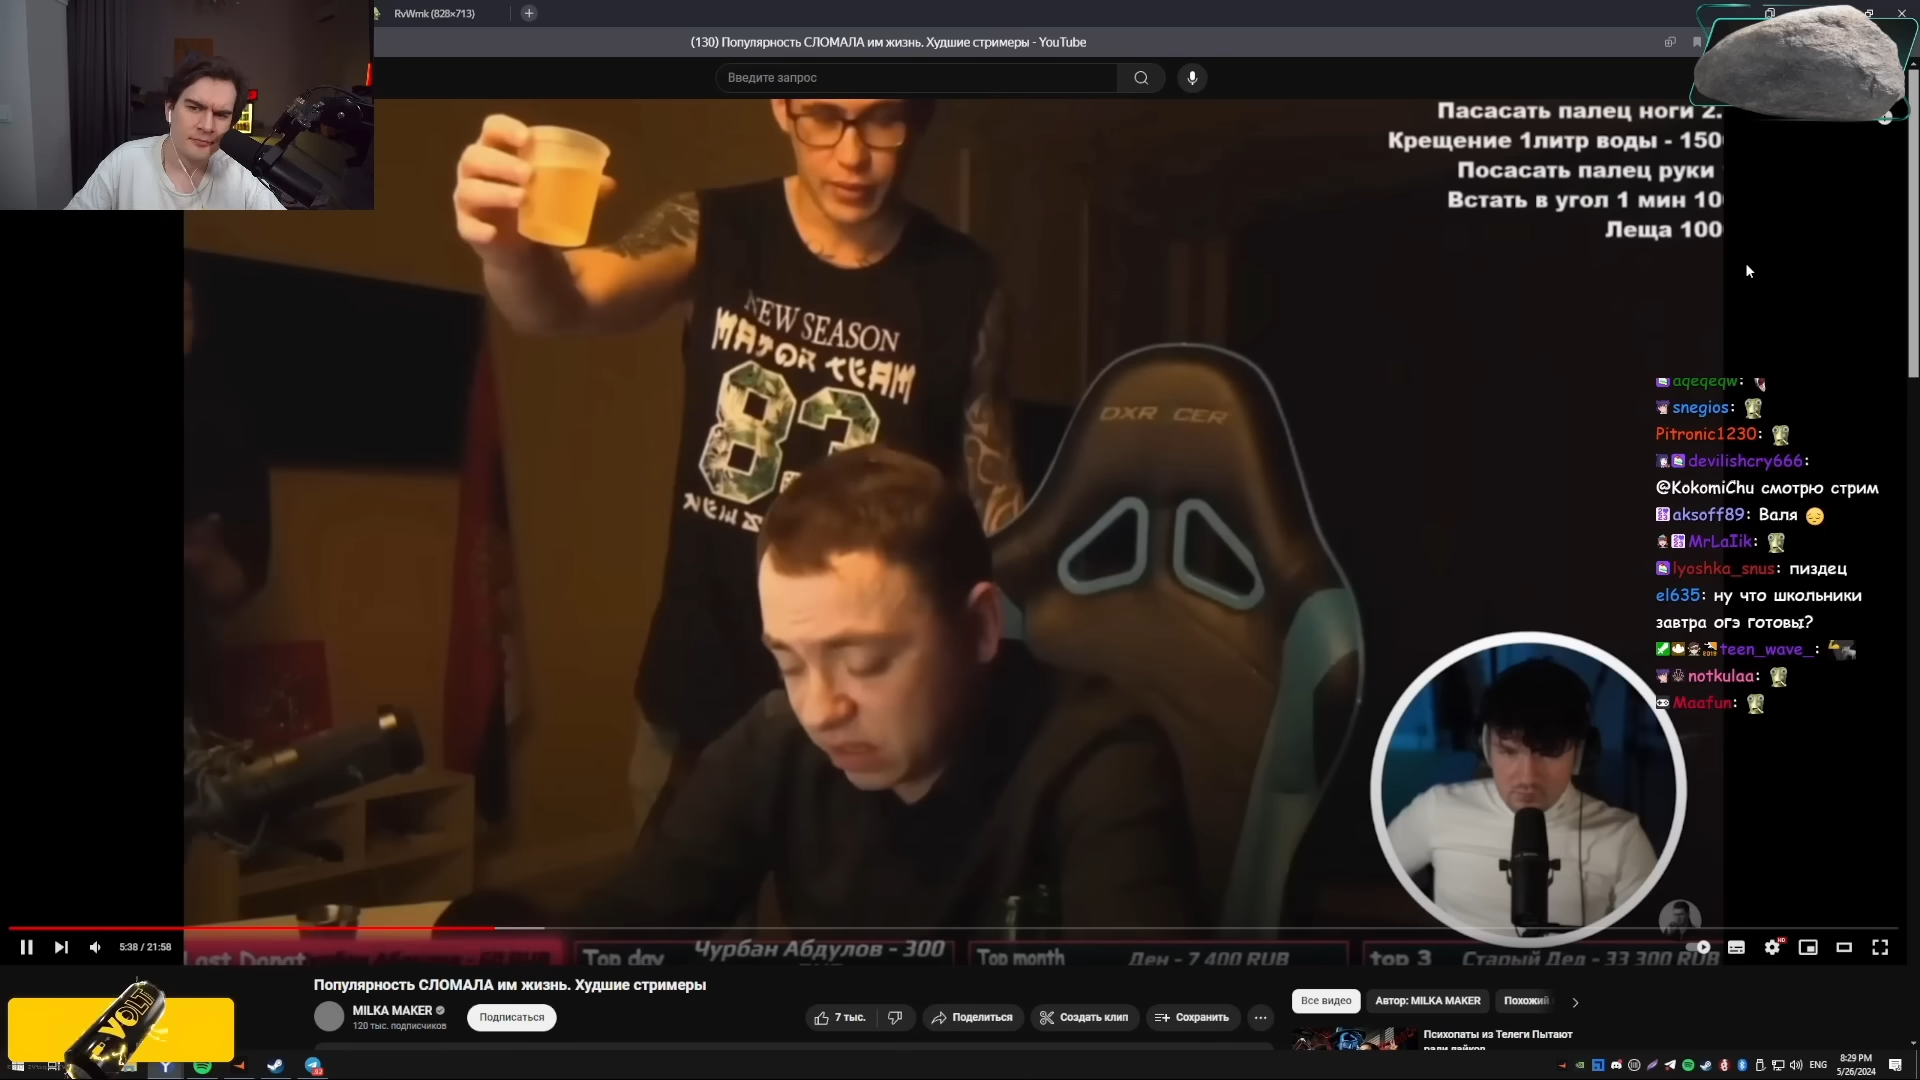 RvWmk (828×713)
(130) Популярность СЛОМАЛА им жизнь. Худшие стримеры - YouTube
Введите запрос
Пасасать палец ноги 2.
Крещение 1литр воды - 150
Посасать палец руки
Встать в угол 1 мин 10
Леща 100
NEW SEASON
83
DXR CER
aqeqeqw:
snegios:
Pitronic1230:
devilishcry666:
@KokomiChu смотрю стрим
aksoff89: Валя
MrLaIik:
lyoshka_snus: пиздец
el635: ну что школьники
завтра огэ готовы?
teen_wave_:
notkulaa:
Maafun:
5:38 / 21:58
Last Donat
Top day
Чурбан Абдулов - 300
Top month
Ден - 7 400 RUB
top 3
Старый Дед - 33 300 RUB
Популярность СЛОМАЛА им жизнь. Худшие стримеры
MILKA MAKER
120 тыс. подписчиков
Подписаться
7 тыс.
Поделиться
Создать клип
Сохранить
Все видео
Автор: MILKA MAKER
Похожий
Психопаты из Телеги Пытают
ради лайков
VOLT
ENG
8:29 PM
5/26/2024